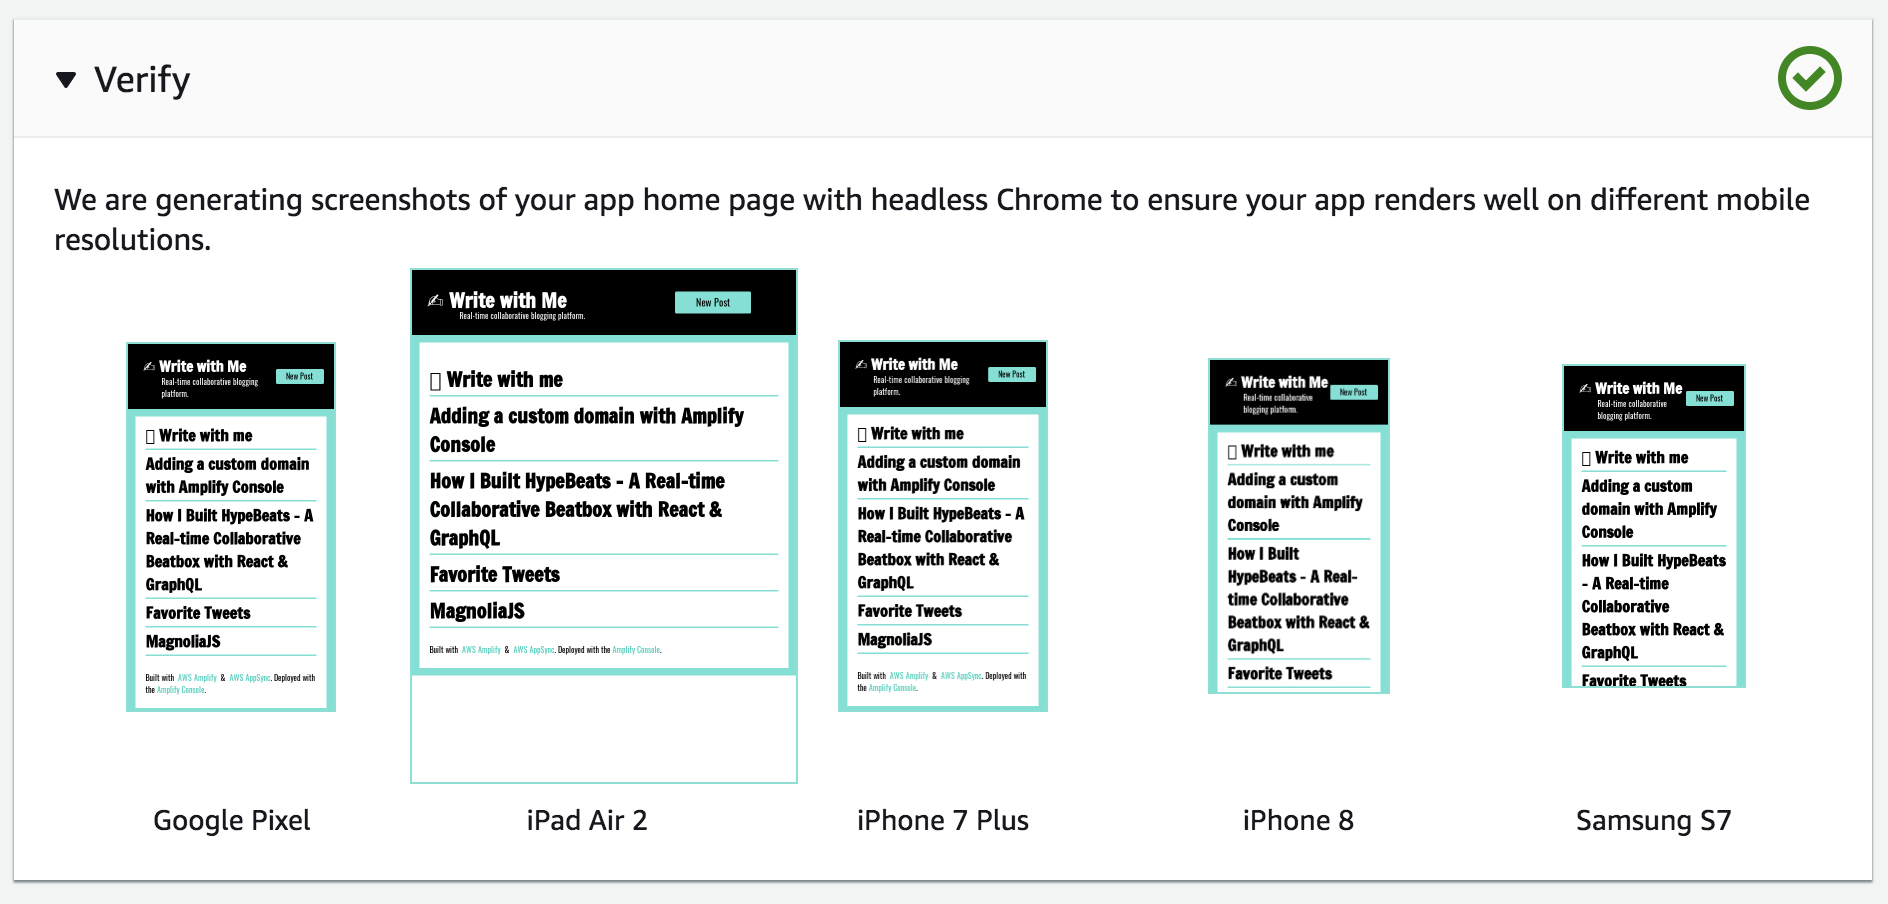 Verify
We are generating screenshots of your app home page with headless Chrome to ensure your app renders well on different mobile
resolutions.
✍ Write with Me
Real-time collaborative blogging
platform.
New Post
▯ Write with me
Adding a custom domain
with Amplify Console
How I Built HypeBeats - A
Real-time Collaborative
Beatbox with React &
GraphQL
Favorite Tweets
MagnoliaJS
Built with AWS Amplify & AWS AppSync. Deployed with
the Amplify Console.
Google Pixel
✍ Write with Me
Real-time collaborative blogging platform.
New Post
▯ Write with me
Adding a custom domain with Amplify
Console
How I Built HypeBeats - A Real-time
Collaborative Beatbox with React &
GraphQL
Favorite Tweets
MagnoliaJS
Built with AWS Amplify & AWS AppSync. Deployed with the Amplify Console.
iPad Air 2
✍ Write with Me
Real-time collaborative blogging
platform.
New Post
▯ Write with me
Adding a custom domain
with Amplify Console
How I Built HypeBeats - A
Real-time Collaborative
Beatbox with React &
GraphQL
Favorite Tweets
MagnoliaJS
Built with AWS Amplify & AWS AppSync. Deployed with
the Amplify Console.
iPhone 7 Plus
✍ Write with Me
Real-time collaborative
blogging platform.
New Post
▯ Write with me
Adding a custom
domain with Amplify
Console
How I Built
HypeBeats - A Real-
time Collaborative
Beatbox with React &
GraphQL
Favorite Tweets
iPhone 8
✍ Write with Me
Real-time collaborative
blogging platform.
New Post
▯ Write with me
Adding a custom
domain with Amplify
Console
How I Built HypeBeats
- A Real-time
Collaborative
Beatbox with React &
GraphQL
Favorite Tweets
Samsung S7